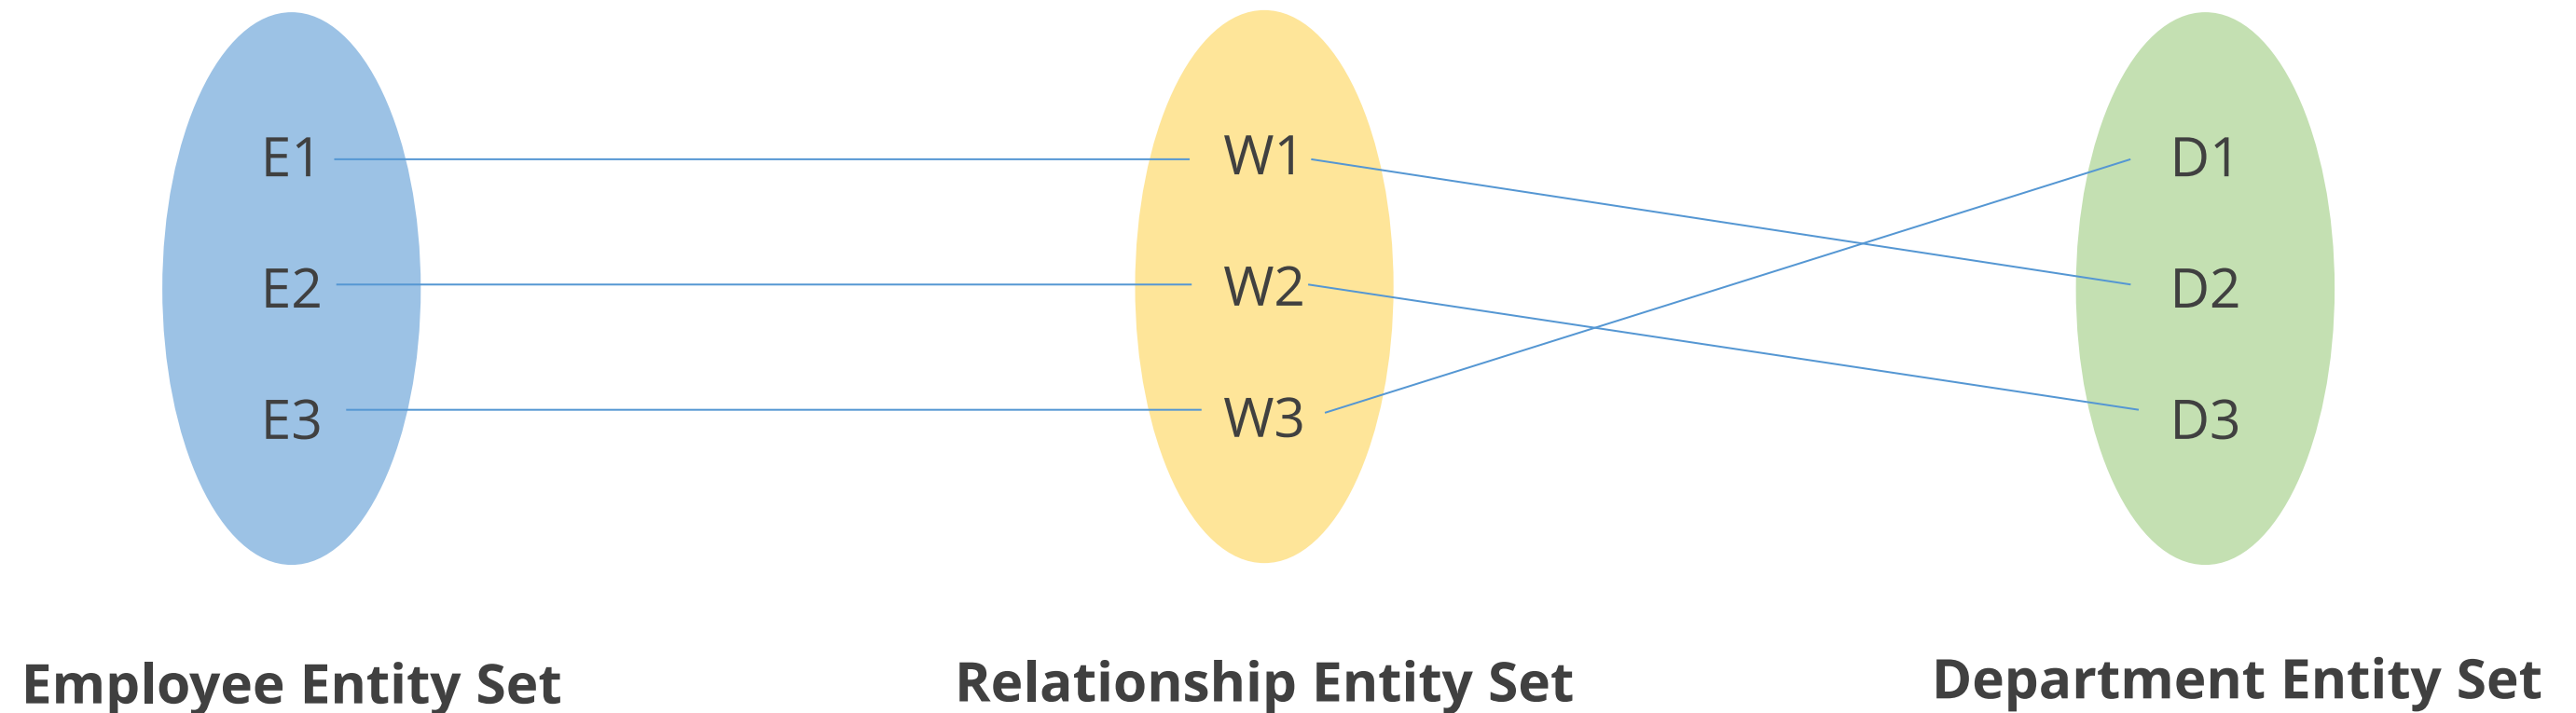 E1
W1
D1
E2
W2
D2
E3
W3
D3
Employee Entity Set
Relationship Entity Set
Department Entity Set